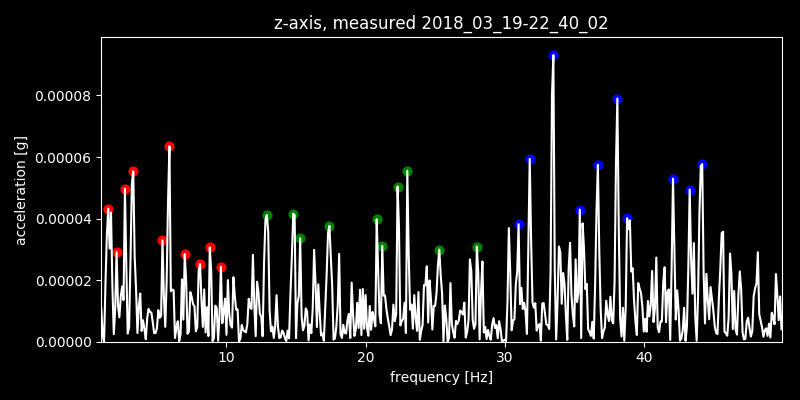 z-axis, measured 2018_03_19-22_40_02
acceleration [g]
0.00008
0.00006
0.00004
0.00002
0.00000
10 20 30 40
frequency [Hz]